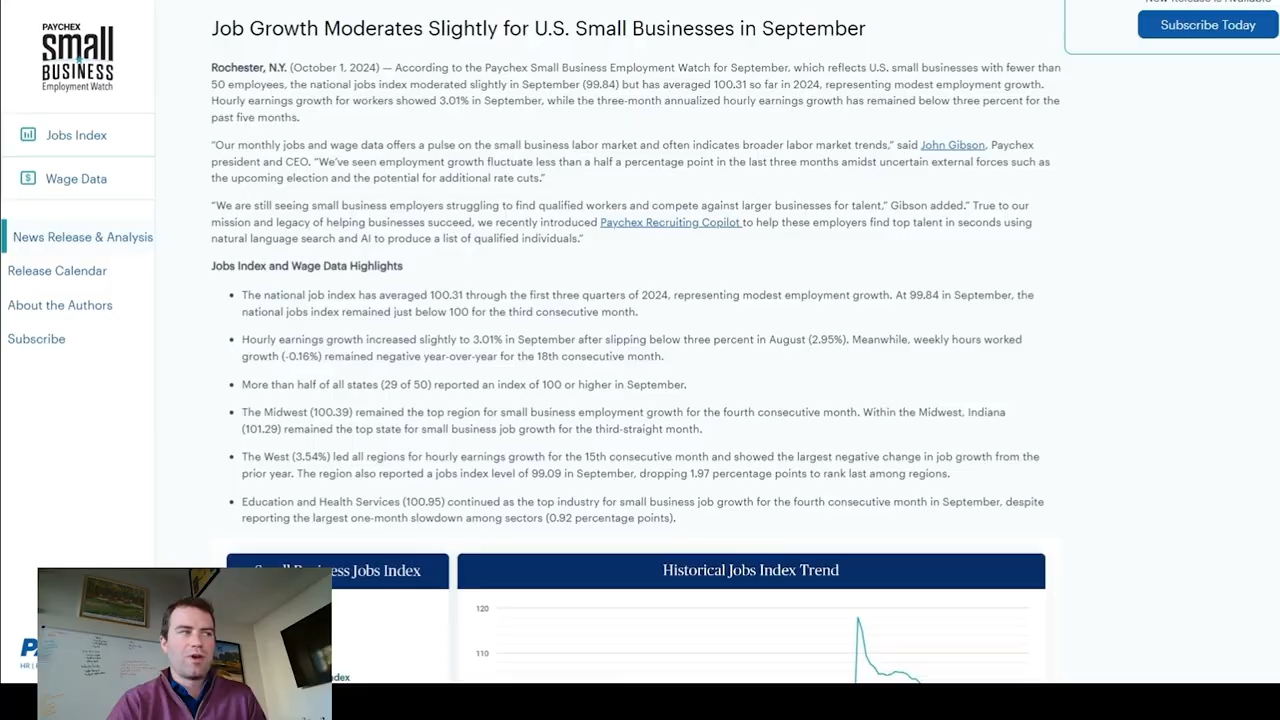 New Release is Available
Subscribe Today
PAYCHEX
small
BUSINESS
Employment Watch
Jobs Index
Wage Data
News Release & Analysis
Release Calendar
About the Authors
Subscribe
Job Growth Moderates Slightly for U.S. Small Businesses in September
Rochester, N.Y. (October 1, 2024) — According to the Paychex Small Business Employment Watch for September, which reflects U.S. small businesses with fewer than
50 employees, the national jobs index moderated slightly in September (99.84) but has averaged 100.31 so far in 2024, representing modest employment growth.
Hourly earnings growth for workers showed 3.01% in September, while the three-month annualized hourly earnings growth has remained below three percent for the
past five months.
“Our monthly jobs and wage data offers a pulse on the small business labor market and often indicates broader labor market trends,” said John Gibson, Paychex
president and CEO. “We’ve seen employment growth fluctuate less than a half a percentage point in the last three months amidst uncertain external forces such as
the upcoming election and the potential for additional rate cuts.”
“We are still seeing small business employers struggling to find qualified workers and compete against larger businesses for talent,” Gibson added.” True to our
mission and legacy of helping businesses succeed, we recently introduced Paychex Recruiting Copilot to help these employers find top talent in seconds using
natural language search and AI to produce a list of qualified individuals.”
Jobs Index and Wage Data Highlights
• The national job index has averaged 100.31 through the first three quarters of 2024, representing modest employment growth. At 99.84 in September, the
national jobs index remained just below 100 for the third consecutive month.
• Hourly earnings growth increased slightly to 3.01% in September after slipping below three percent in August (2.95%). Meanwhile, weekly hours worked
growth (-0.16%) remained negative year-over-year for the 18th consecutive month.
• More than half of all states (29 of 50) reported an index of 100 or higher in September.
• The Midwest (100.39) remained the top region for small business employment growth for the fourth consecutive month. Within the Midwest, Indiana
(101.29) remained the top state for small business job growth for the third-straight month.
• The West (3.54%) led all regions for hourly earnings growth for the 15th consecutive month and showed the largest negative change in job growth from the
prior year. The region also reported a jobs index level of 99.09 in September, dropping 1.97 percentage points to rank last among regions.
• Education and Health Services (100.95) continued as the top industry for small business job growth for the fourth consecutive month in September, despite
reporting the largest one-month slowdown among sectors (0.92 percentage points).
Jobs Index
Historical Jobs Index Trend
120
110